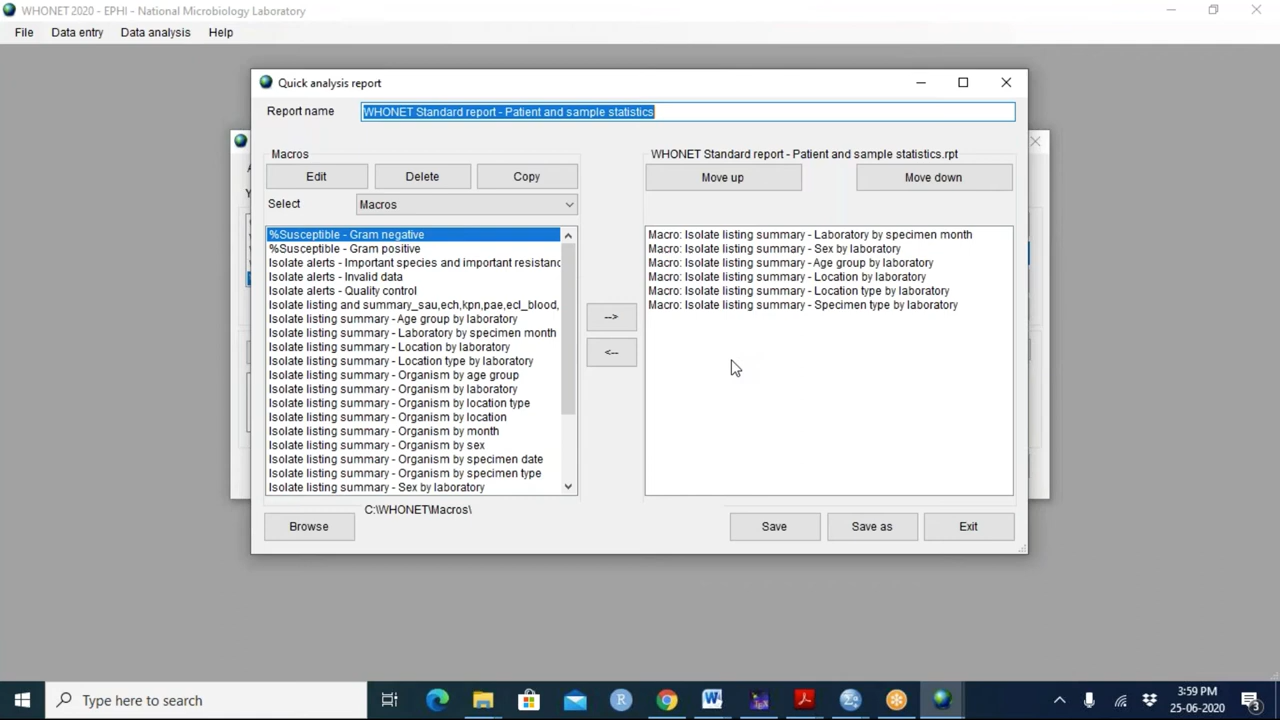 WHONET 2020 - EPHI - National Microbiology Laboratory
File Data entry Data analysis Help
Quick analysis report
Report name WHONET Standard report - Patient and sample statistics
Macros
Edit Delete Copy
Select Macros
%Susceptible - Gram negative
%Susceptible - Gram positive
Isolate alerts - Important species and important resistanc
Isolate alerts - Invalid data
Isolate alerts - Quality control
Isolate listing and summary_sau,ech,kpn,pae,ecl_blood,
Isolate listing summary - Age group by laboratory
Isolate listing summary - Laboratory by specimen month
Isolate listing summary - Location by laboratory
Isolate listing summary - Location type by laboratory
Isolate listing summary - Organism by age group
Isolate listing summary - Organism by laboratory
Isolate listing summary - Organism by location type
Isolate listing summary - Organism by location
Isolate listing summary - Organism by month
Isolate listing summary - Organism by sex
Isolate listing summary - Organism by specimen date
Isolate listing summary - Organism by specimen type
Isolate listing summary - Sex by laboratory
Browse
C:\WHONET\Macros\
-->
<--
WHONET Standard report - Patient and sample statistics.rpt
Move up Move down
Macro: Isolate listing summary - Laboratory by specimen month
Macro: Isolate listing summary - Sex by laboratory
Macro: Isolate listing summary - Age group by laboratory
Macro: Isolate listing summary - Location by laboratory
Macro: Isolate listing summary - Location type by laboratory
Macro: Isolate listing summary - Specimen type by laboratory
Save Save as Exit
Type here to search
3:59 PM
25-06-2020
3